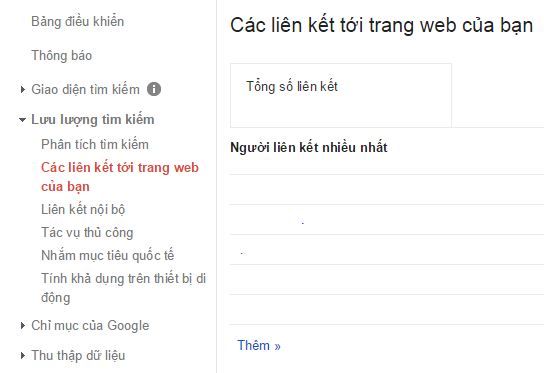 Bảng điều khiển
Thông báo
Giao diện tìm kiếm i
Lưu lượng tìm kiếm
Phân tích tìm kiếm
Các liên kết tới trang web
của bạn
Liên kết nội bộ
Tác vụ thủ công
Nhắm mục tiêu quốc tế
Tính khả dụng trên thiết bị di
động
Chỉ mục của Google
Thu thập dữ liệu
Các liên kết tới trang web của bạn
Tổng số liên kết
Người liên kết nhiều nhất
Thêm »